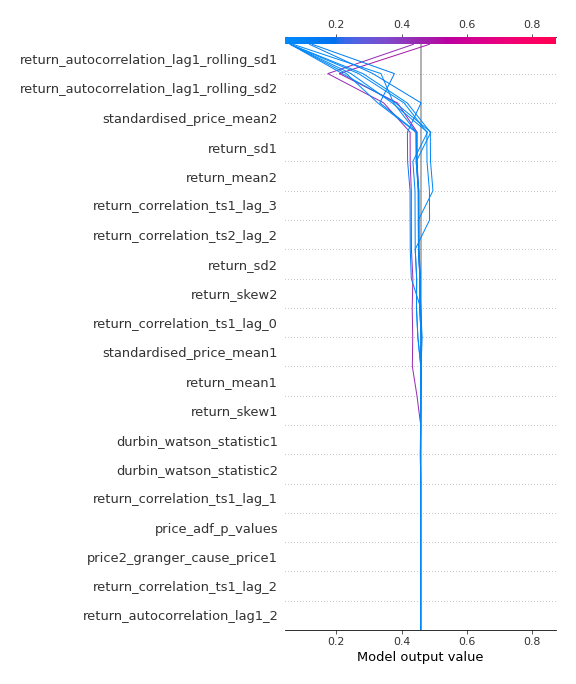 0.2 0.4 0.6 0.8
return_autocorrelation_lag1_rolling_sd1
return_autocorrelation_lag1_rolling_sd2
standardised_price_mean2
return_sd1
return_mean2
return_correlation_ts1_lag_3
return_correlation_ts2_lag_2
return_sd2
return_skew2
return_correlation_ts1_lag_0
standardised_price_mean1
return_mean1
return_skew1
durbin_watson_statistic1
durbin_watson_statistic2
return_correlation_ts1_lag_1
price_adf_p_values
price2_granger_cause_price1
return_correlation_ts1_lag_2
return_autocorrelation_lag1_2
0.2 0.4 0.6 0.8
Model output value